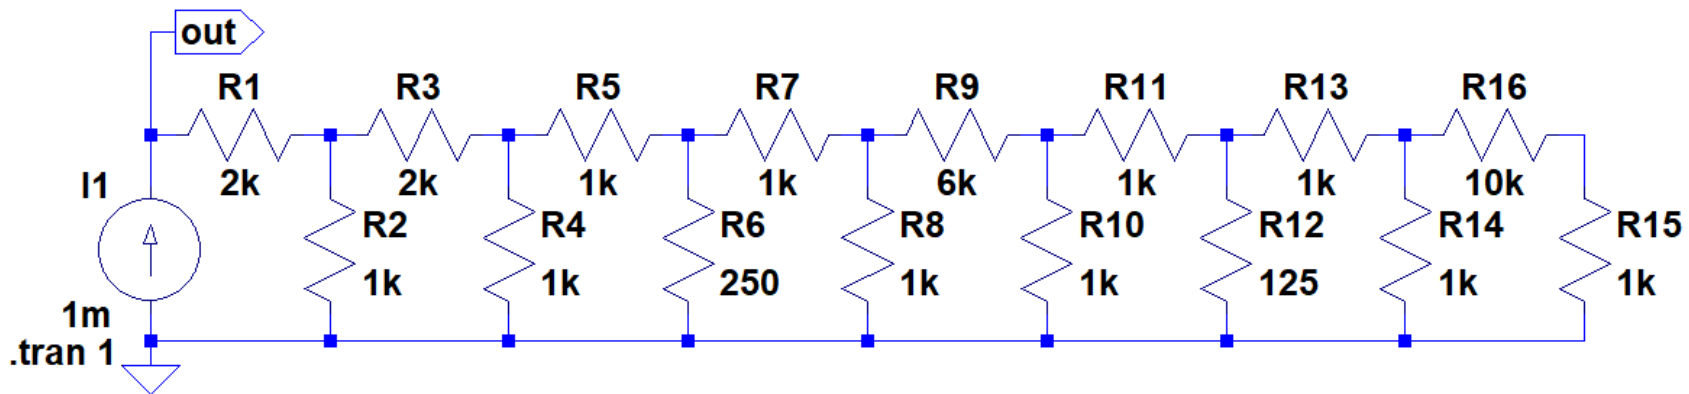 out
R1 R3 R5 R7 R9 R11 R13 R16
2k 2k 1k 1k 6k 1k 1k 10k
I1
R2 R4 R6 R8 R10 R12 R14 R15
1k 1k 250 1k 1k 125 1k 1k
1m
.tran 1